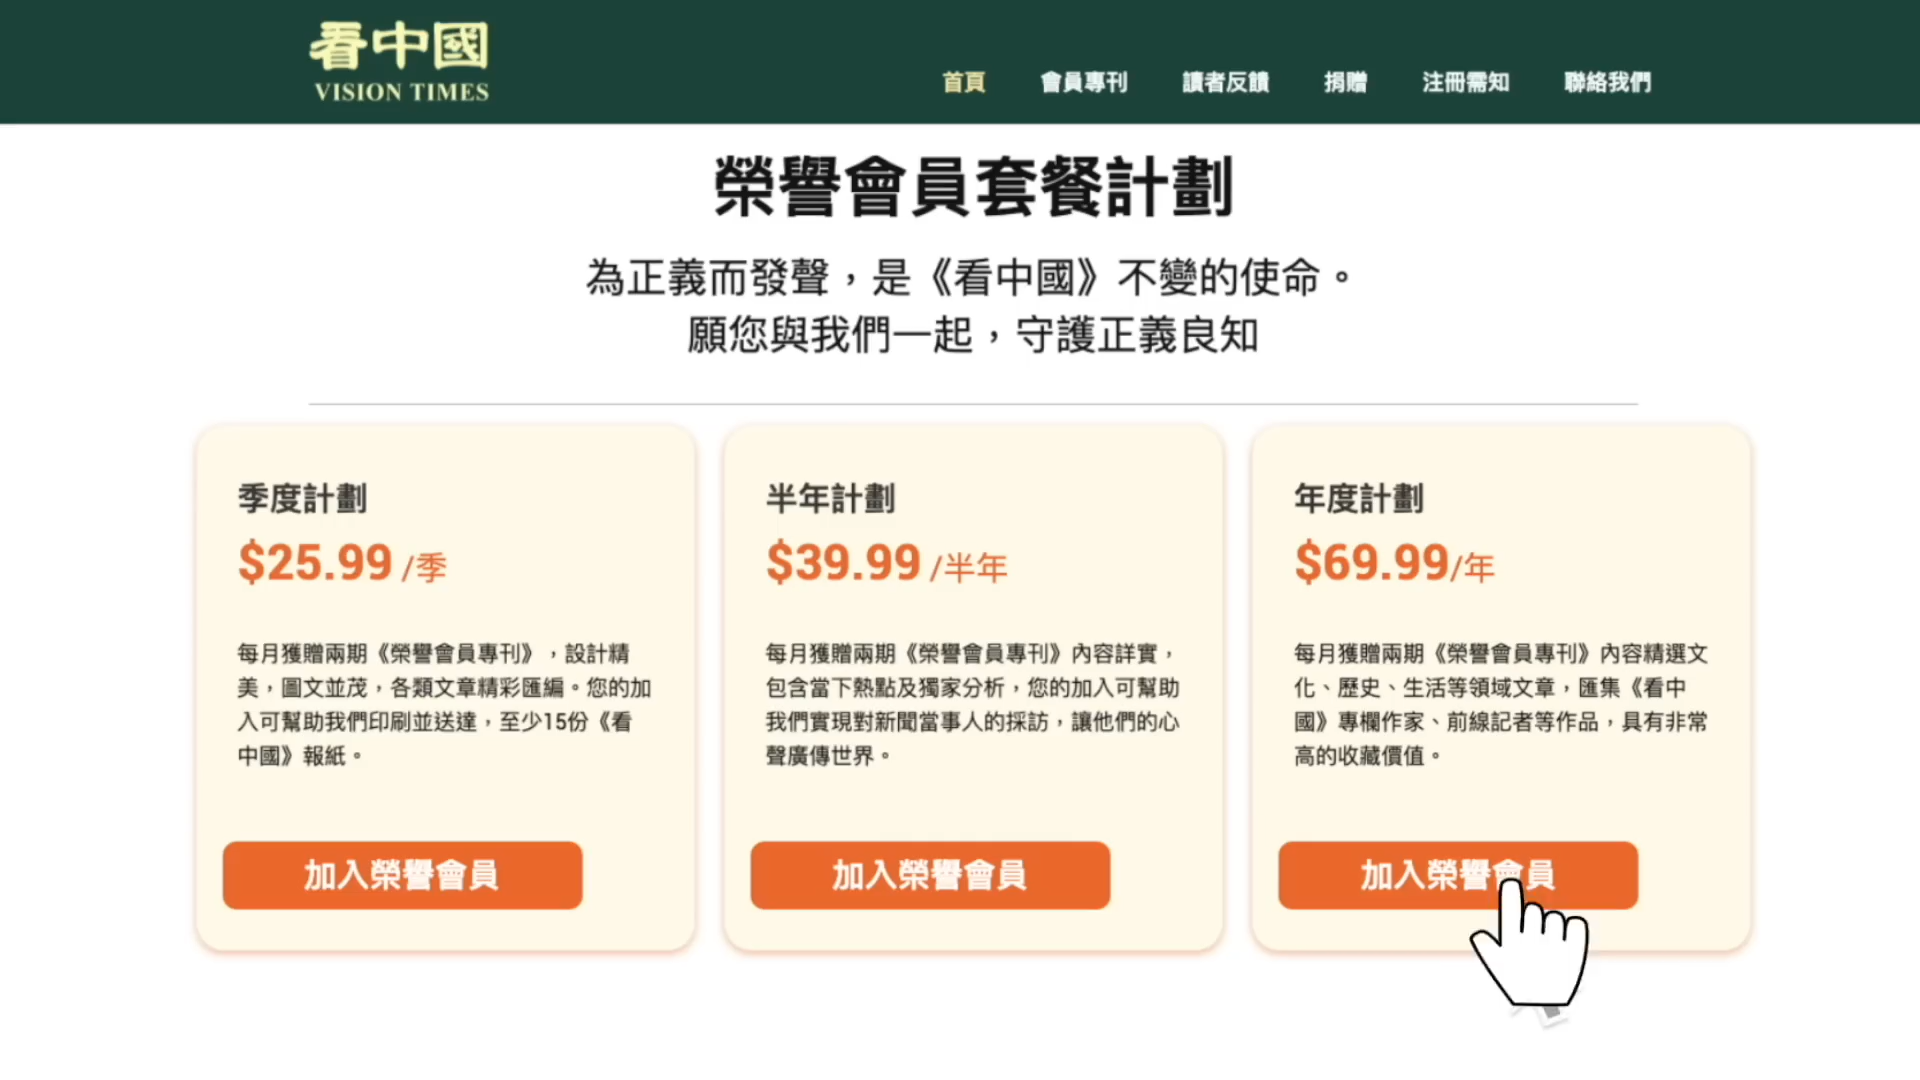 看中國
VISION TIMES
首頁
會員專刊
讀者反饋
捐贈
注冊需知
聯絡我們
榮譽會員套餐計劃
為正義而發聲，是《看中國》不變的使命。
願您與我們一起，守護正義良知
季度計劃
$25.99 /季
每月獲贈兩期《榮譽會員專刊》，設計精
美，圖文並茂，各類文章精彩匯編。您的加
入可幫助我們印刷並送達，至少15份《看
中國》報紙。
加入榮譽會員
半年計劃
$39.99 /半年
每月獲贈兩期《榮譽會員專刊》內容詳實，
包含當下熱點及獨家分析，您的加入可幫助
我們實現對新聞當事人的採訪，讓他們的心
聲廣傳世界。
加入榮譽會員
年度計劃
$69.99/年
每月獲贈兩期《榮譽會員專刊》內容精選文
化、歷史、生活等領域文章，匯集《看中
國》專欄作家、前線記者等作品，具有非常
高的收藏價值。
加入榮譽會員